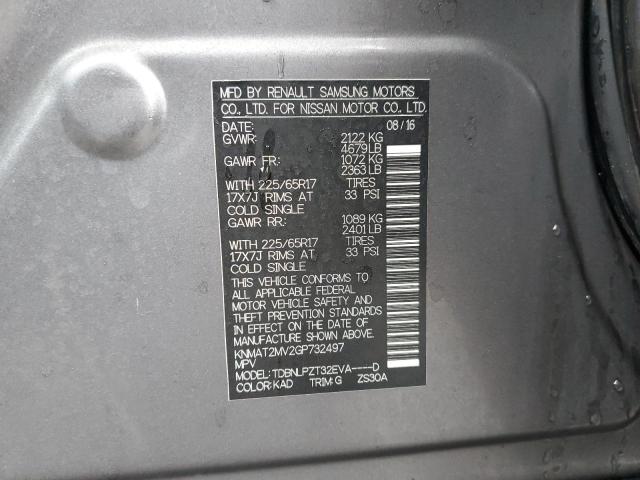 MFD BY RENAULT SAMSUNG MOTORS
CO., LTD. FOR NISSAN MOTOR CO., LTD.
DATE: 08/16
GVWR: 2122 KG
4679 LB
GAWR FR: 1072 KG
2363 LB
WITH 225/65R17 TIRES
17X7J RIMS AT 33 PSI
COLD SINGLE
GAWR RR: 1089 KG
2401 LB
WITH 225/65R17 TIRES
17X7J RIMS AT 33 PSI
COLD SINGLE
THIS VEHICLE CONFORMS TO
ALL APPLICABLE FEDERAL
MOTOR VEHICLE SAFETY AND
THEFT PREVENTION STANDARDS
IN EFFECT ON THE DATE OF
MANUFACTURE SHOWN ABOVE.
KNMAT2MV2GP732497
MPV
MODEL: TDBNLPZT32EVA----D
COLOR: KAD TRIM: G ZS30A